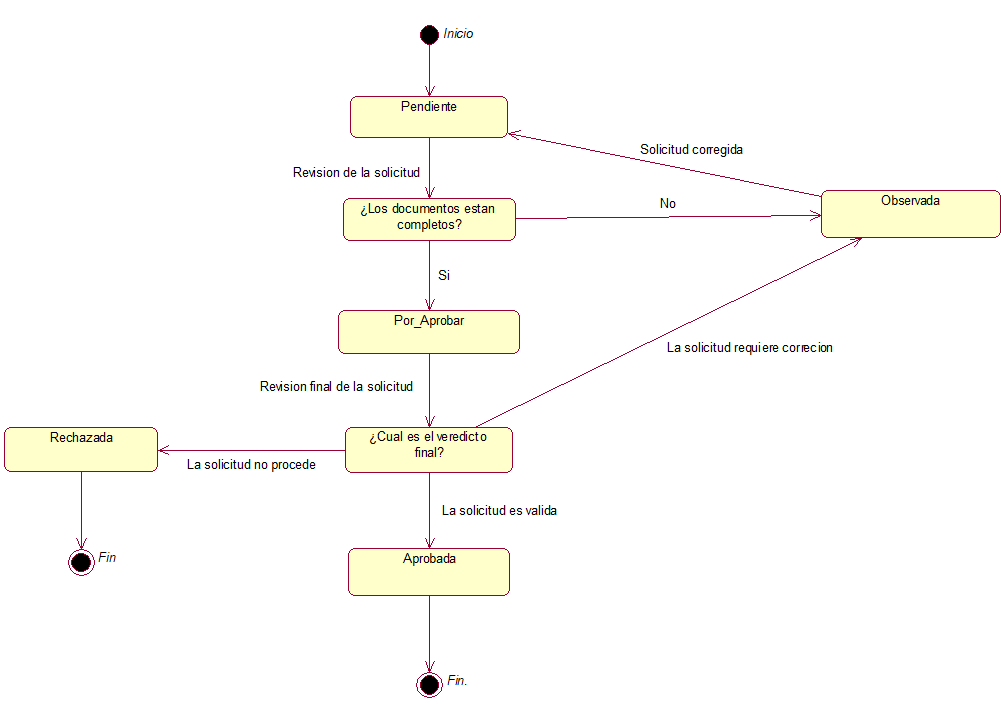 Inicio
Pendiente
Solicitud corregida
Revision de la solicitud
¿Los documentos estan
completos?
No
Observada
Si
Por_Aprobar
La solicitud requiere correcion
Revision final de la solicitud
Rechazada
¿Cual es el veredicto
final?
La solicitud no procede
La solicitud es valida
Fin
Aprobada
Fin.